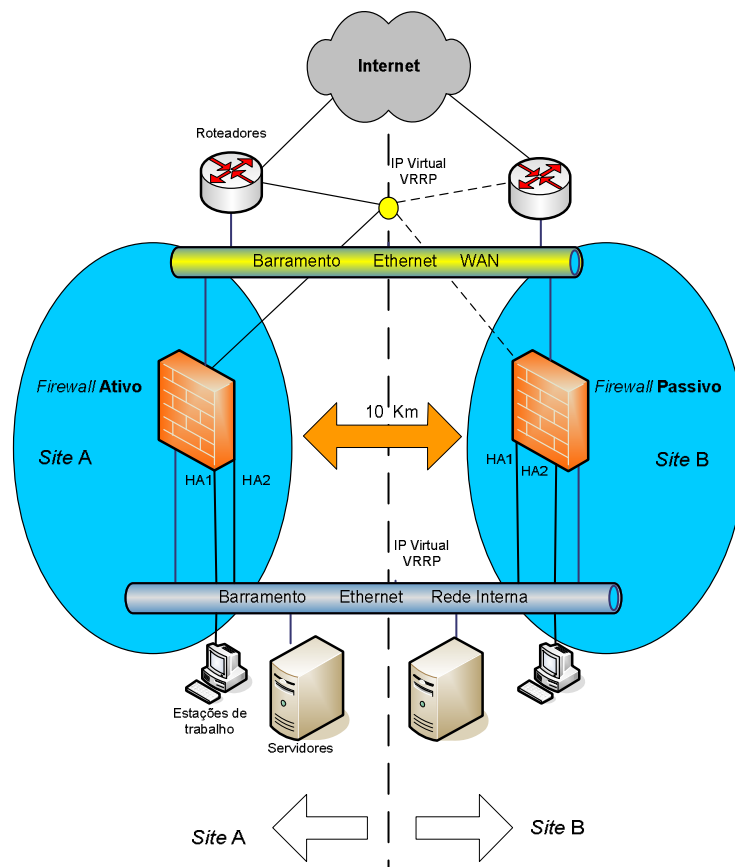 Internet
Roteadores
IP Virtual
VRRP
Barramento Ethernet WAN
Firewall Ativo
Firewall Passivo
10 Km
Site A
Site B
HA1
HA2
HA1
HA2
IP Virtual
VRRP
Barramento Ethernet Rede Interna
Estações de
trabalho
Servidores
Site A
Site B